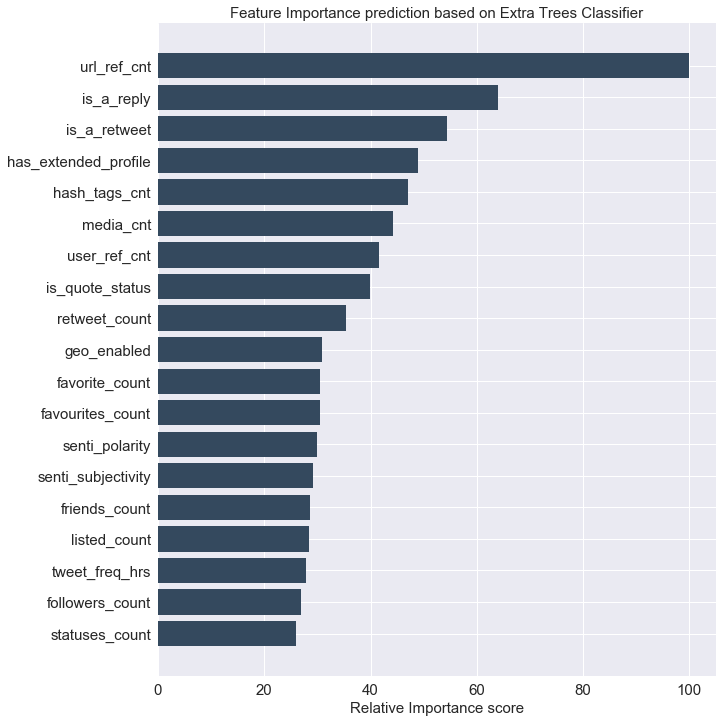 Feature Importance prediction based on Extra Trees Classifier
url_ref_cnt
is_a_reply
is_a_retweet
has_extended_profile
hash_tags_cnt
media_cnt
user_ref_cnt
is_quote_status
retweet_count
geo_enabled
favorite_count
favourites_count
senti_polarity
senti_subjectivity
friends_count
listed_count
tweet_freq_hrs
followers_count
statuses_count
0 20 40 60 80 100
Relative Importance score